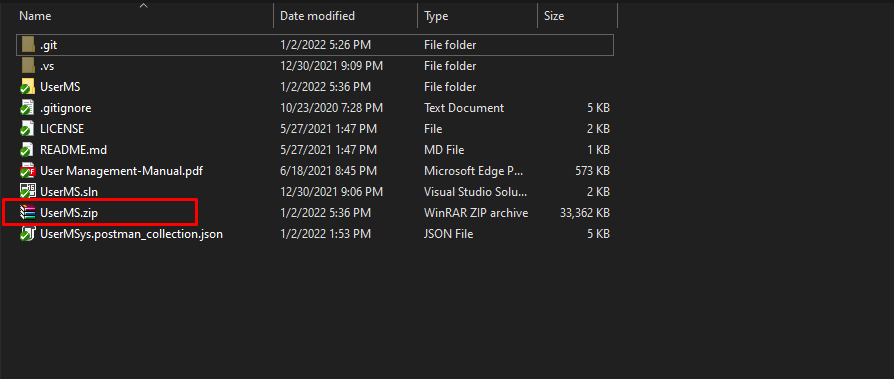 Name Date modified Type Size
.git 1/2/2022 5:26 PM File folder
.vs 12/30/2021 9:09 PM File folder
UserMS 1/2/2022 5:36 PM File folder
.gitignore 10/23/2020 7:28 PM Text Document 5 KB
LICENSE 5/27/2021 1:47 PM File 2 KB
README.md 5/27/2021 1:47 PM MD File 1 KB
User Management-Manual.pdf 6/18/2021 8:45 PM Microsoft Edge P... 573 KB
UserMS.sln 12/30/2021 9:06 PM Visual Studio Solu... 2 KB
UserMS.zip 1/2/2022 5:36 PM WinRAR ZIP archive 33,362 KB
UserMSys.postman_collection.json 1/2/2022 1:53 PM JSON File 5 KB